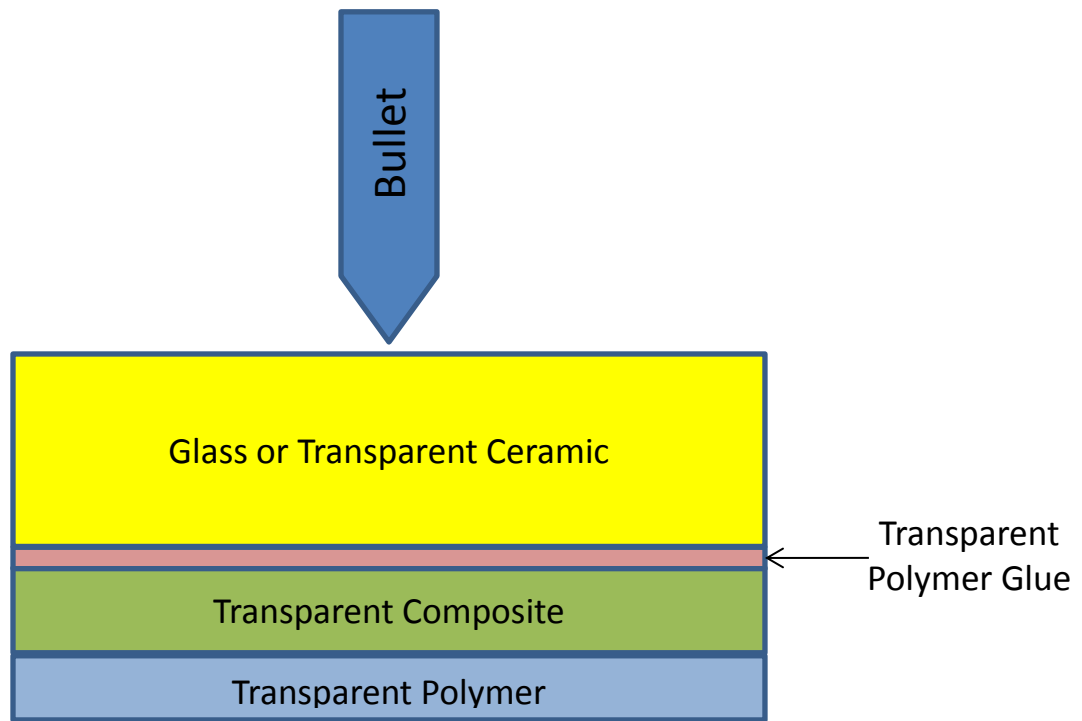 Bullet
Glass or Transparent Ceramic
Transparent
Polymer Glue
Transparent Composite
Transparent Polymer